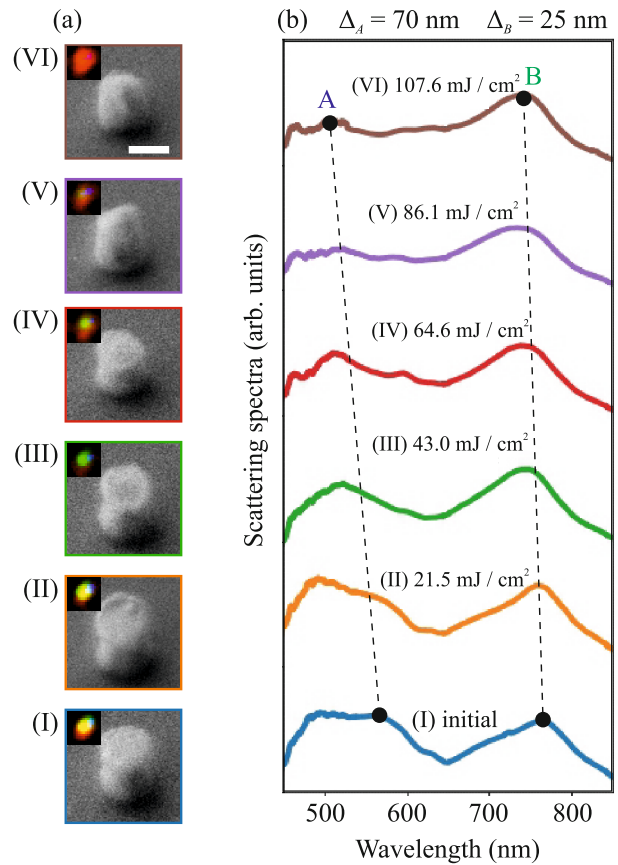 (a)
(b) Δ_A = 70 nm Δ_B = 25 nm
(VI)
(V)
(IV)
(III)
(II)
(I)
Scattering spectra (arb. units)
A
B
(VI) 107.6 mJ / cm²
(V) 86.1 mJ / cm²
(IV) 64.6 mJ / cm²
(III) 43.0 mJ / cm²
(II) 21.5 mJ / cm²
(I) initial
500 600 700 800
Wavelength (nm)